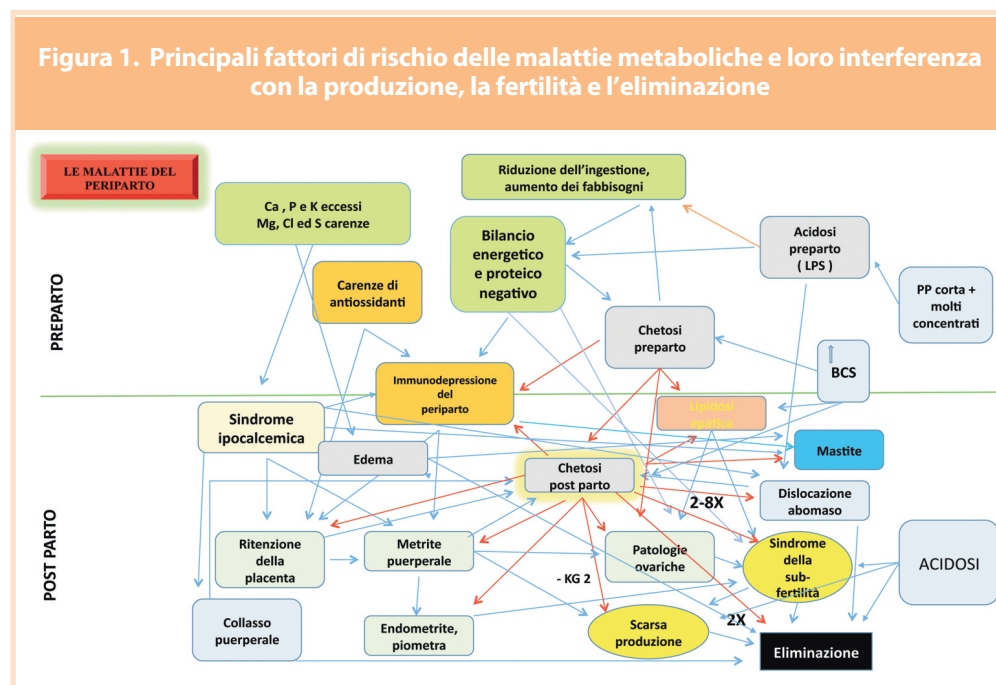 Figura 1. Principali fattori di rischio delle malattie metaboliche e loro interferenza
con la produzione, la fertilità e l'eliminazione
LE MALATTIE DEL
PERIPARTO
Riduzione dell'ingestione,
aumento dei fabbisogni
Ca , P e K eccessi
Mg, Cl ed S carenze
Bilancio
energetico
e proteico
negativo
Acidosi
preparto
( LPS )
Carenze di
antiossidanti
PP corta +
molti
concentrati
PREPARTO
Chetosi
preparto
BCS
Immunodepressione
del
periparto
Lipidosi
epatica
Sindrome
ipocalcemica
Mastite
Edema
Chetosi
post parto
Dislocazione
abomaso
2-8X
POST PARTO
Ritenzione
della
placenta
Metrite
puerperale
Patologie
ovariche
Sindrome
della
sub-
fertilità
ACIDOSI
- KG 2
Collasso
puerperale
Endometrite,
piometra
Scarsa
produzione
2X
Eliminazione